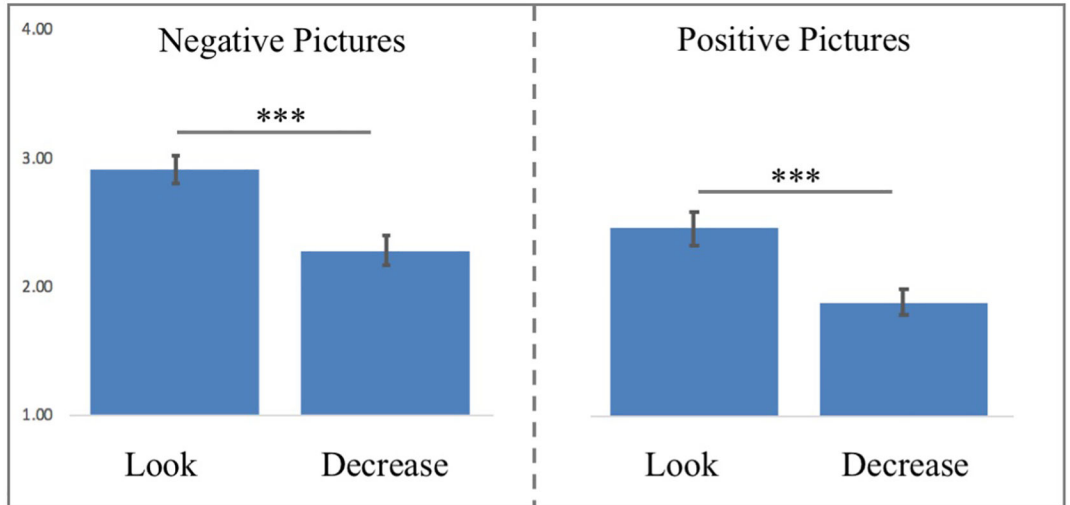 4.00
Negative Pictures
Positive Pictures
***
3.00
***
2.00
1.00
Look
Decrease
Look
Decrease